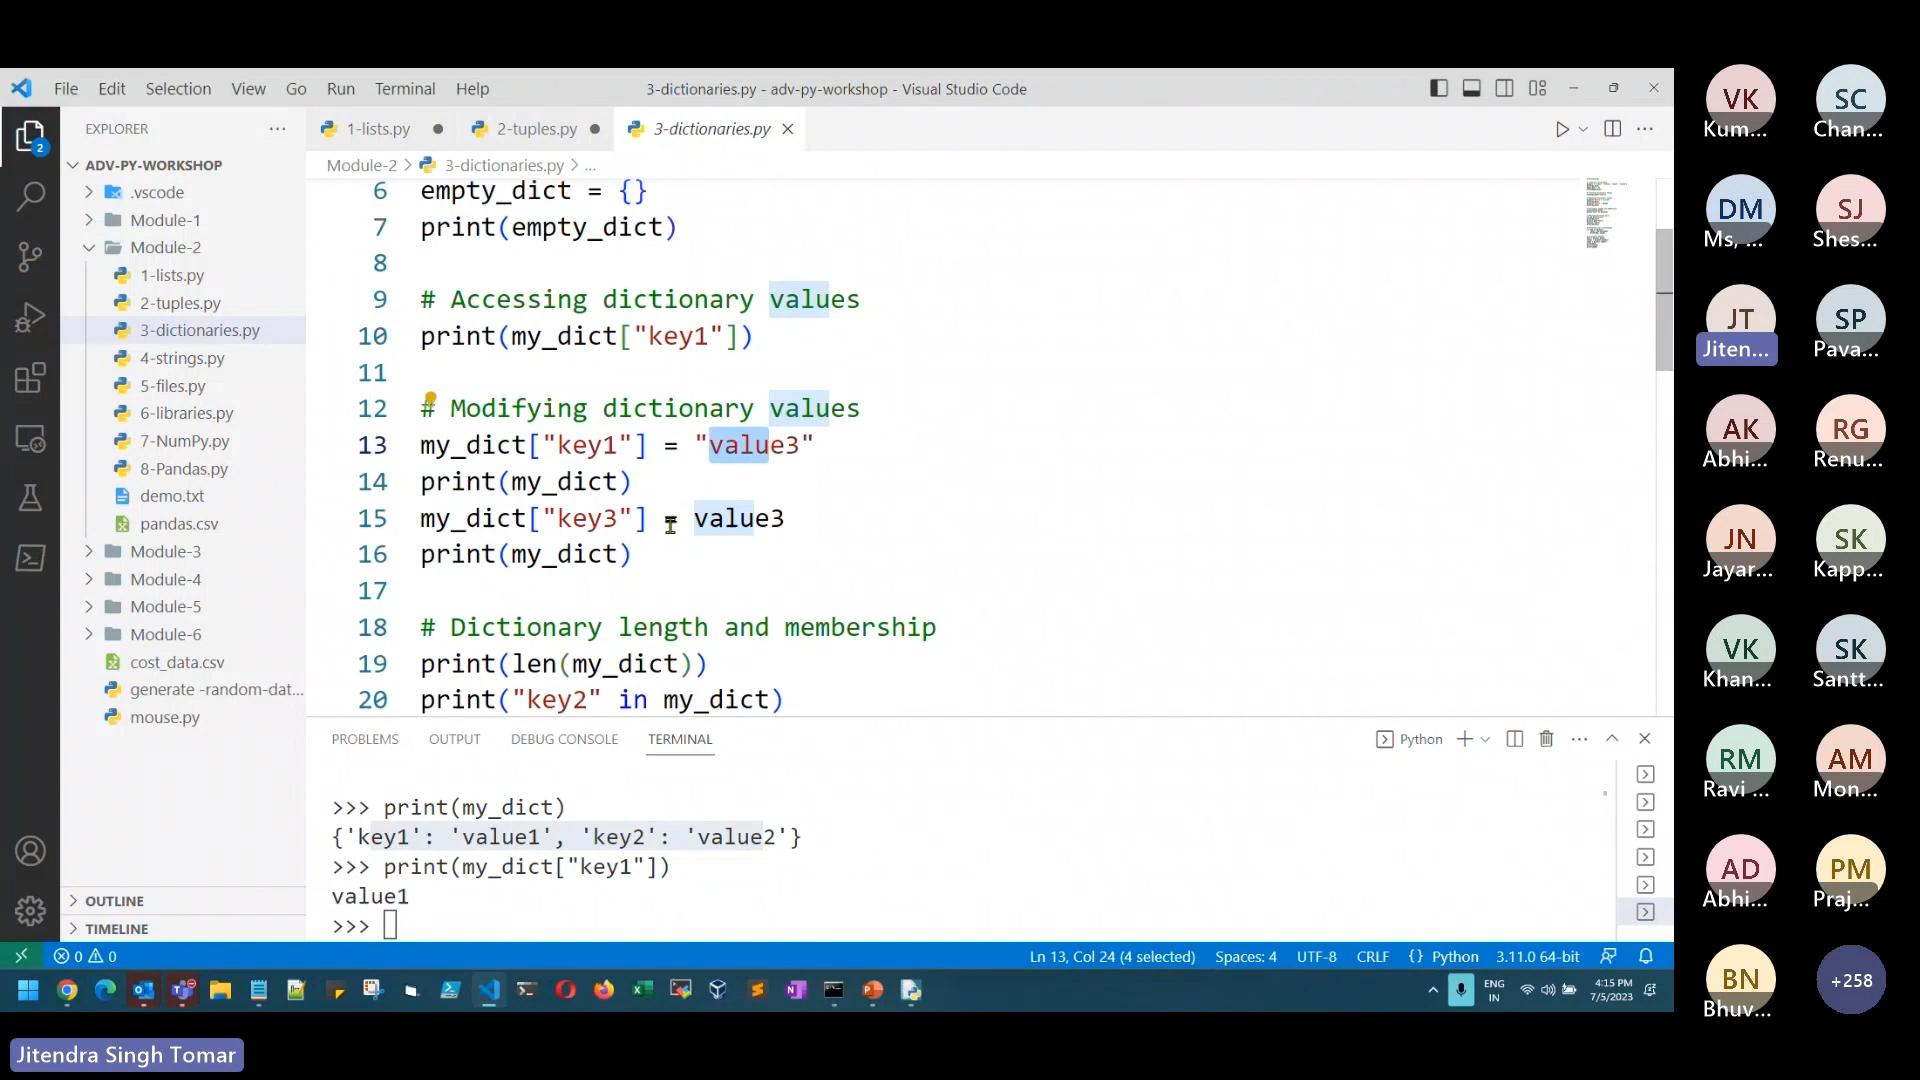 File Edit Selection View Go Run Terminal Help
3-dictionaries.py - adv-py-workshop - Visual Studio Code
EXPLORER
2
ADV-PY-WORKSHOP
.vscode
Module-1
Module-2
1-lists.py
2-tuples.py
3-dictionaries.py
4-strings.py
5-files.py
6-libraries.py
7-NumPy.py
8-Pandas.py
demo.txt
pandas.csv
Module-3
Module-4
Module-5
Module-6
cost_data.csv
generate -random-dat...
mouse.py
OUTLINE
TIMELINE
1-lists.py 2-tuples.py 3-dictionaries.py
Module-2 > 3-dictionaries.py > ...
6 empty_dict = {}
7 print(empty_dict)
8
9 # Accessing dictionary values
10 print(my_dict["key1"])
11
12 # Modifying dictionary values
13 my_dict["key1"] = "value3"
14 print(my_dict)
15 my_dict["key3"] = value3
16 print(my_dict)
17
18 # Dictionary length and membership
19 print(len(my_dict))
20 print("key2" in my_dict)
PROBLEMS OUTPUT DEBUG CONSOLE TERMINAL
Python
>>> print(my_dict)
{'key1': 'value1', 'key2': 'value2'}
>>> print(my_dict["key1"])
value1
>>>
0 0
Ln 13, Col 24 (4 selected) Spaces: 4 UTF-8 CRLF {} Python 3.11.0 64-bit
ENG
IN
4:15 PM
7/5/2023
Jitendra Singh Tomar
VK SC
Kum... Chan...
DM SJ
Ms, ... Shes...
JT SP
Jiten... Pava...
AK RG
Abhi... Renu...
JN SK
Jayar... Kapp...
VK SK
Khan... Santt...
RM AM
Ravi ... Mon...
AD PM
Abhi... Praj...
BN +258
Bhuv...